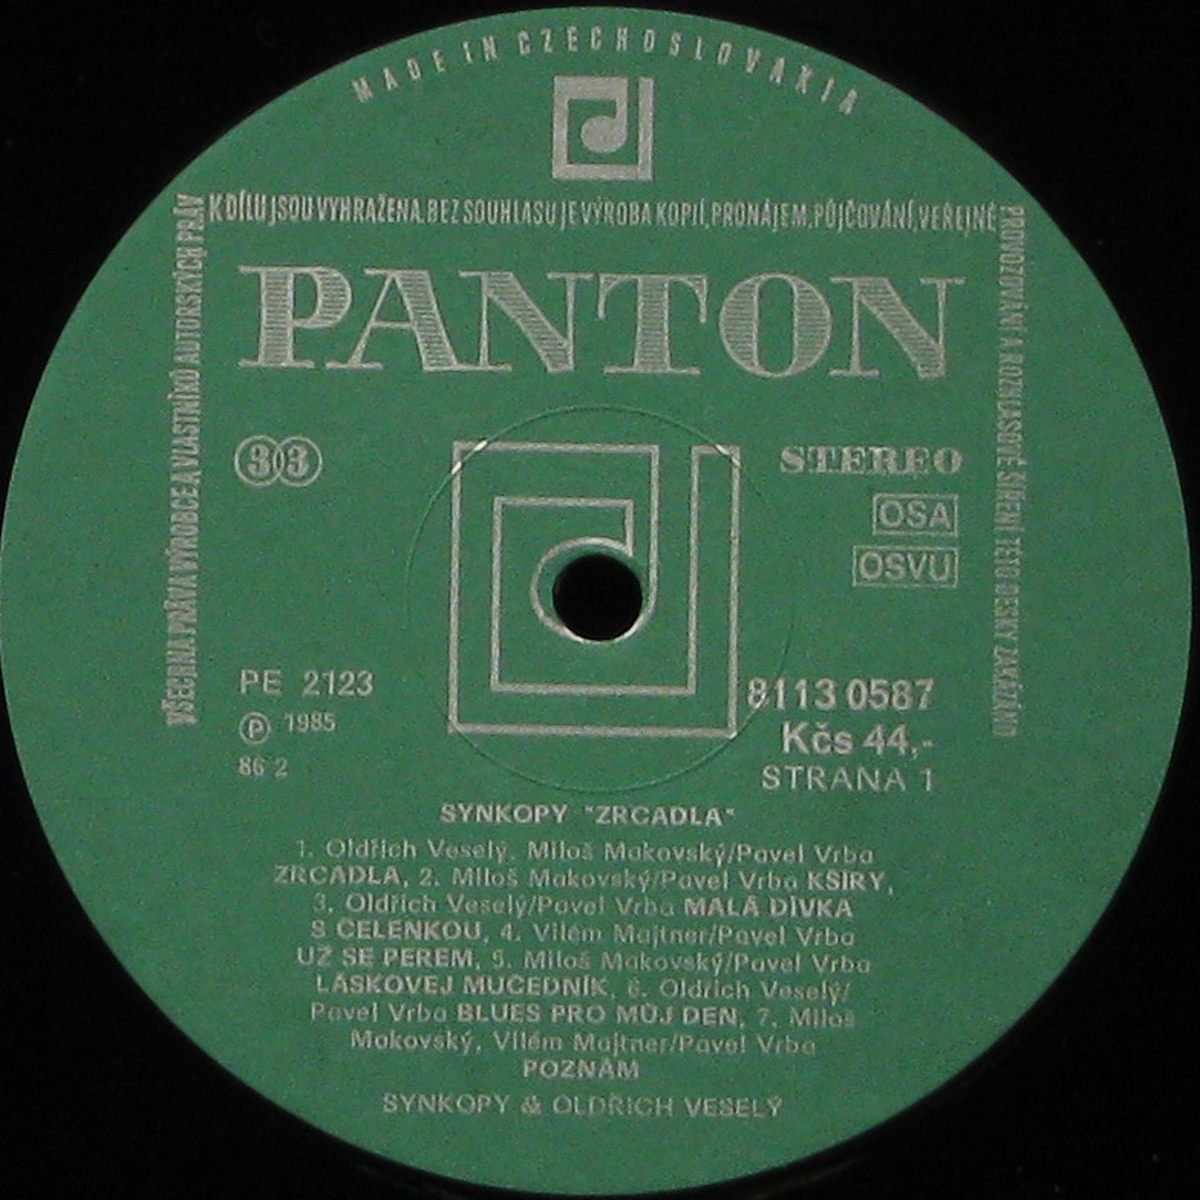 MADE IN CZECHOSLOVAKIA
VŠECHNA PRÁVA VÝROBCE A VLASTNÍKŮ AUTORSKÝCH PRÁV
K DÍLU JSOU VYHRAŽENA. BEZ SOUHLASU JE VÝROBA KOPIÍ, PRONÁJEM, PŮJČOVÁNÍ, VEŘEJNÉ
PROVOZOVÁNÍ A ROZHLASOVÉ ŠÍŘENÍ TÉTO DESKY ZAKÁZÁNO
PANTON
33
STEREO
OSA
OSVU
PE 2123
8113 0587
Ⓟ 1985
Kčs 44,-
86 2
STRANA 1
SYNKOPY "ZRCADLA"
1. Oldřich Veselý, Miloš Makovský/Pavel Vrba
ZRCADLA, 2. Miloš Makovský/Pavel Vrba KSIRY,
3. Oldřich Veselý/Pavel Vrba MALÁ DÍVKA
S ČELENKOU, 4. Vilém Majtner/Pavel Vrba
UŽ SE PEREM, 5. Miloš Makovský/Pavel Vrba
LÁSKOVEJ MUČEDNÍK, 6. Oldřich Veselý/
Pavel Vrba BLUES PRO MŮJ DEN, 7. Miloš
Makovský, Vilém Majtner/Pavel Vrba
POZNÁM
SYNKOPY & OLDŘICH VESELÝ